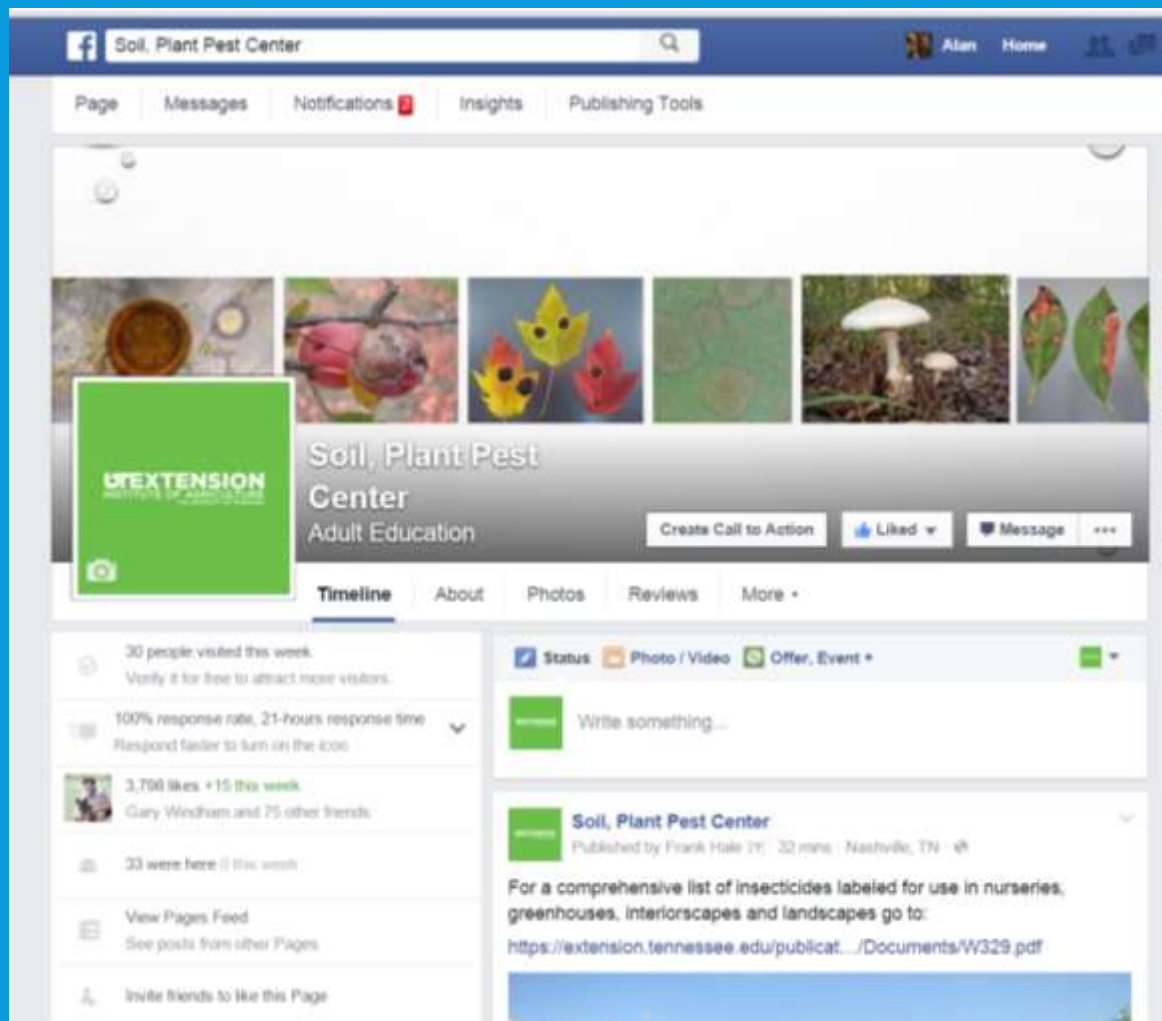 f Soil, Plant Pest Center Alan Home
Page Messages Notifications Insights Publishing Tools
UTEXTENSION
INSTITUTE OF AGRICULTURE
Soil, Plant Pest
Center
Adult Education
Create Call to Action Liked Message ...
Timeline About Photos Reviews More
30 people visited this week
Verify it for free to attract more visitors.
100% response rate, 21-hours response time
Respond faster to turn on the icon
likes +15 this week
Gary Windham and 75 other friends
33 were here 0 this week
View Pages Feed
See posts from other Pages
Invite friends to like this Page
Status Photo / Video Offer, Event +
Write something...
Soil, Plant Pest Center
Published by Frank Hale 32 mins Nashville, TN
For a comprehensive list of insecticides labeled for use in nurseries,
greenhouses, interiorscapes and landscapes go to:
https://extension.tennessee.edu/publicat.../Documents/W329.pdf